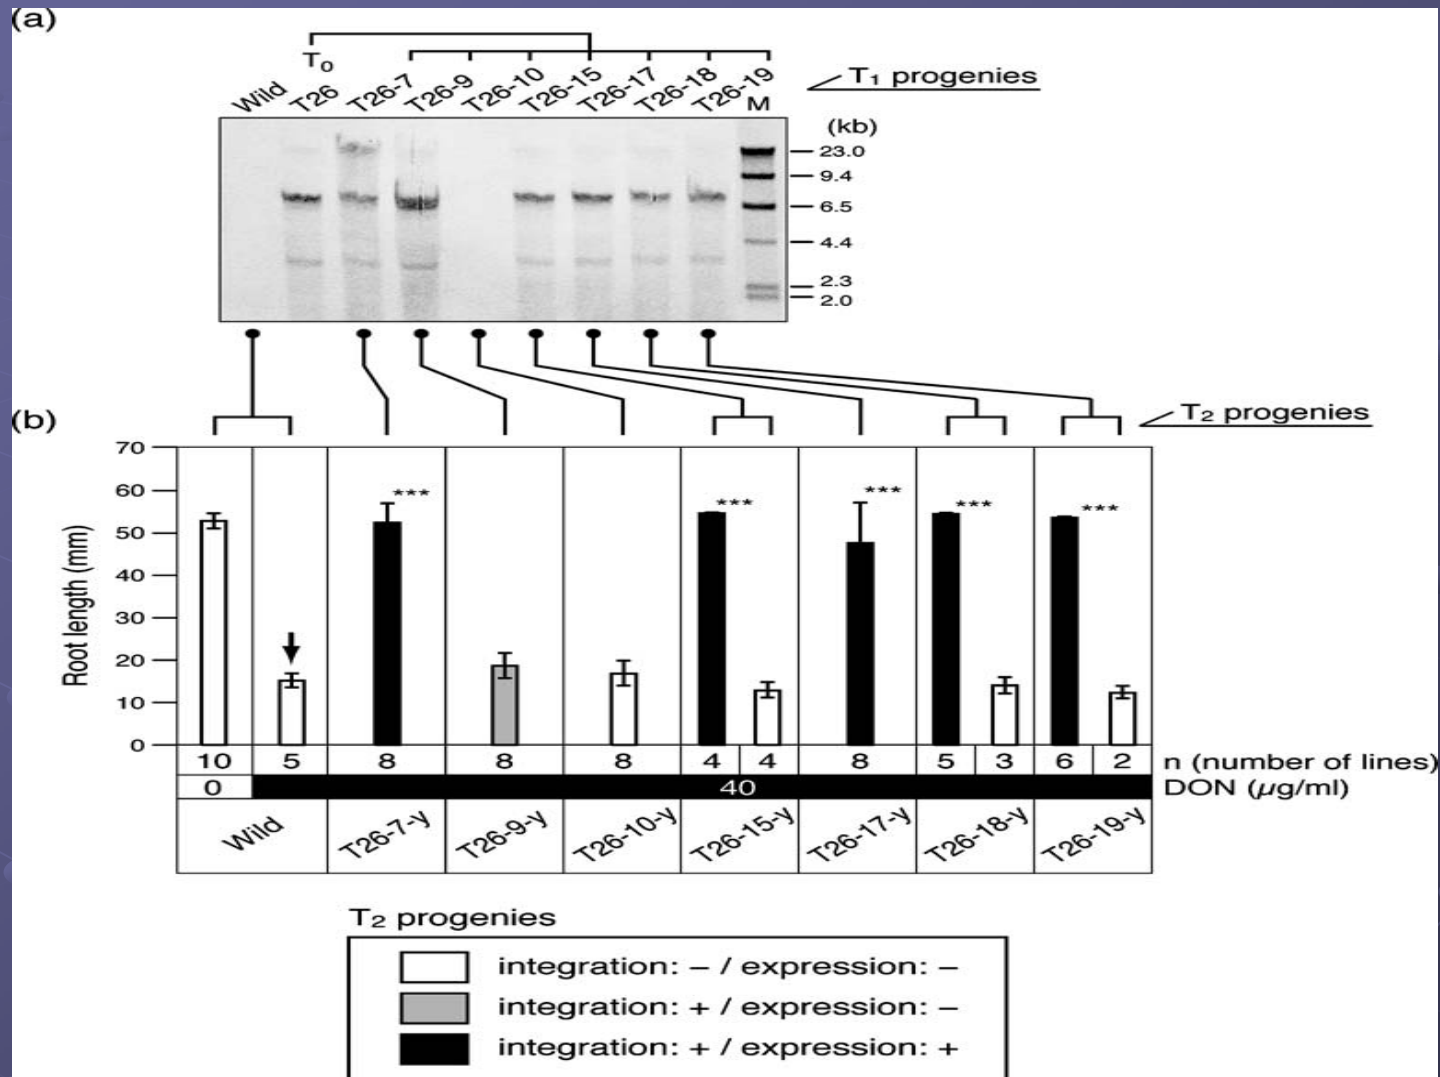 (a)
T0
Wild T26 T26-7 T26-9 T26-10 T26-15 T26-17 T26-18 T26-19 M
T1 progenies
(kb)
23.0
9.4
6.5
4.4
2.3
2.0
(b)
T2 progenies
Root length (mm)
70
60
50
40
30
20
10
0
*** *** *** *** ***
10 5 8 8 8 4 4 8 5 3 6 2 n (number of lines)
0 40 DON (μg/ml)
Wild T26-7-y T26-9-y T26-10-y T26-15-y T26-17-y T26-18-y T26-19-y
T2 progenies
integration: – / expression: –
integration: + / expression: –
integration: + / expression: +